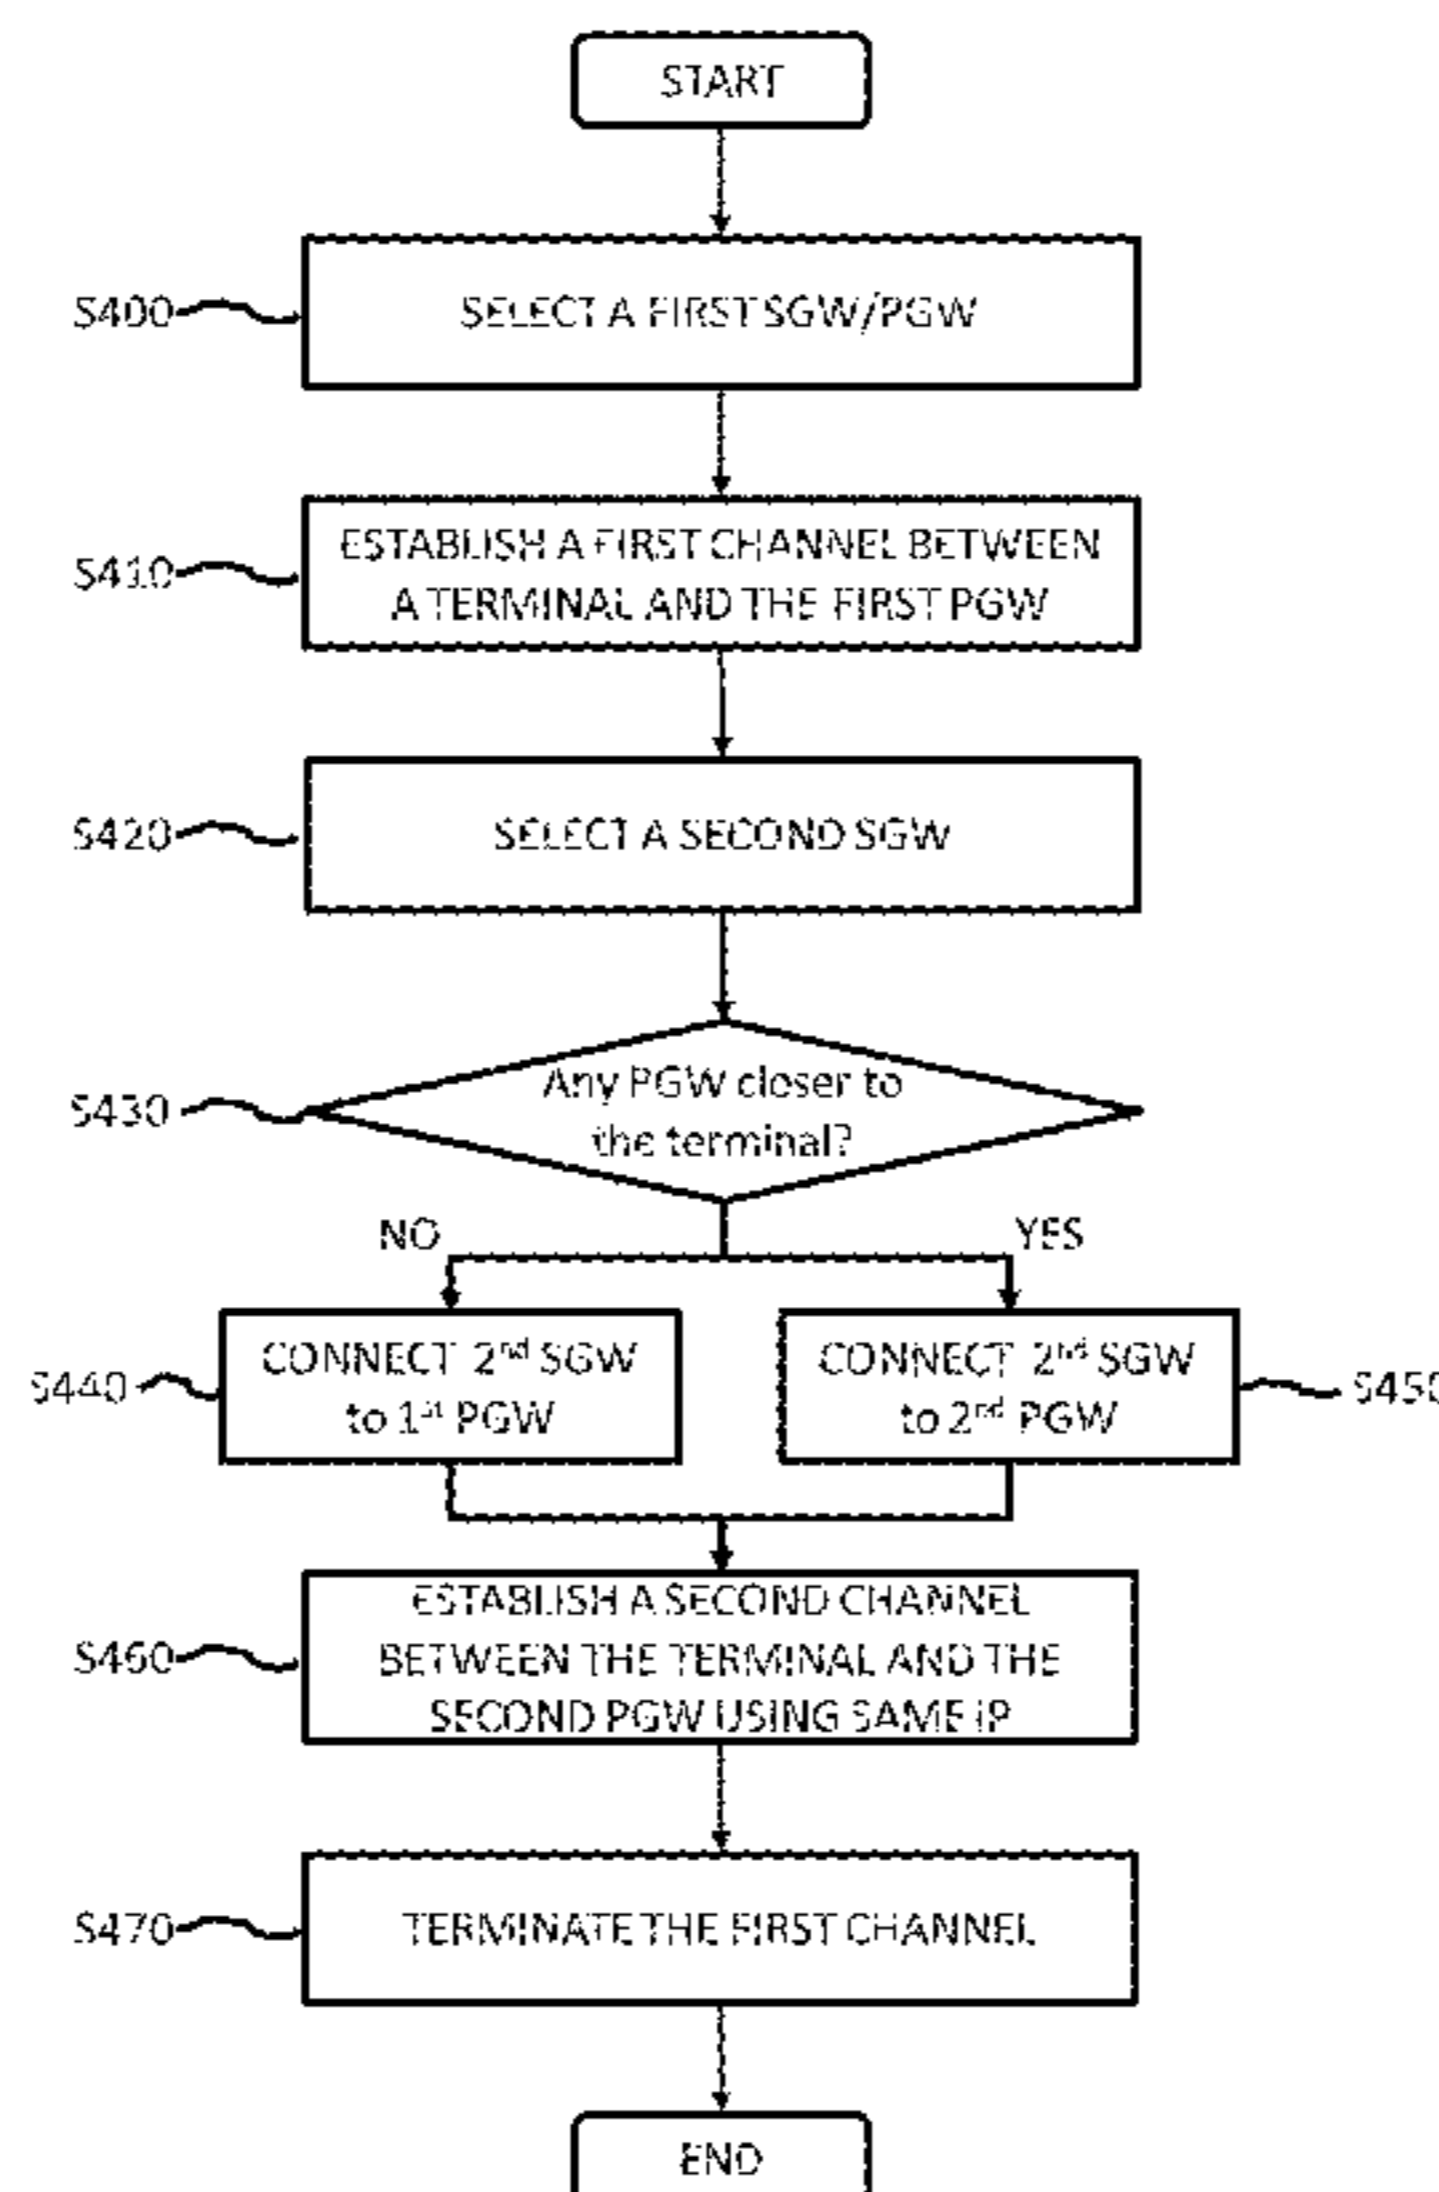 START
S400
SELECT A FIRST SGW/PGW
S410
ESTABLISH A FIRST CHANNEL BETWEEN
A TERMINAL AND THE FIRST PGW
S420
SELECT A SECOND SGW
S430
Any PGW closer to
the terminal?
NO
YES
S440
CONNECT 2nd SGW
to 1st PGW
CONNECT 2nd SGW
to 2nd PGW
S450
S460
ESTABLISH A SECOND CHANNEL
BETWEEN THE TERMINAL AND THE
SECOND PGW USING SAME IP
S470
TERMINATE THE FIRST CHANNEL
END